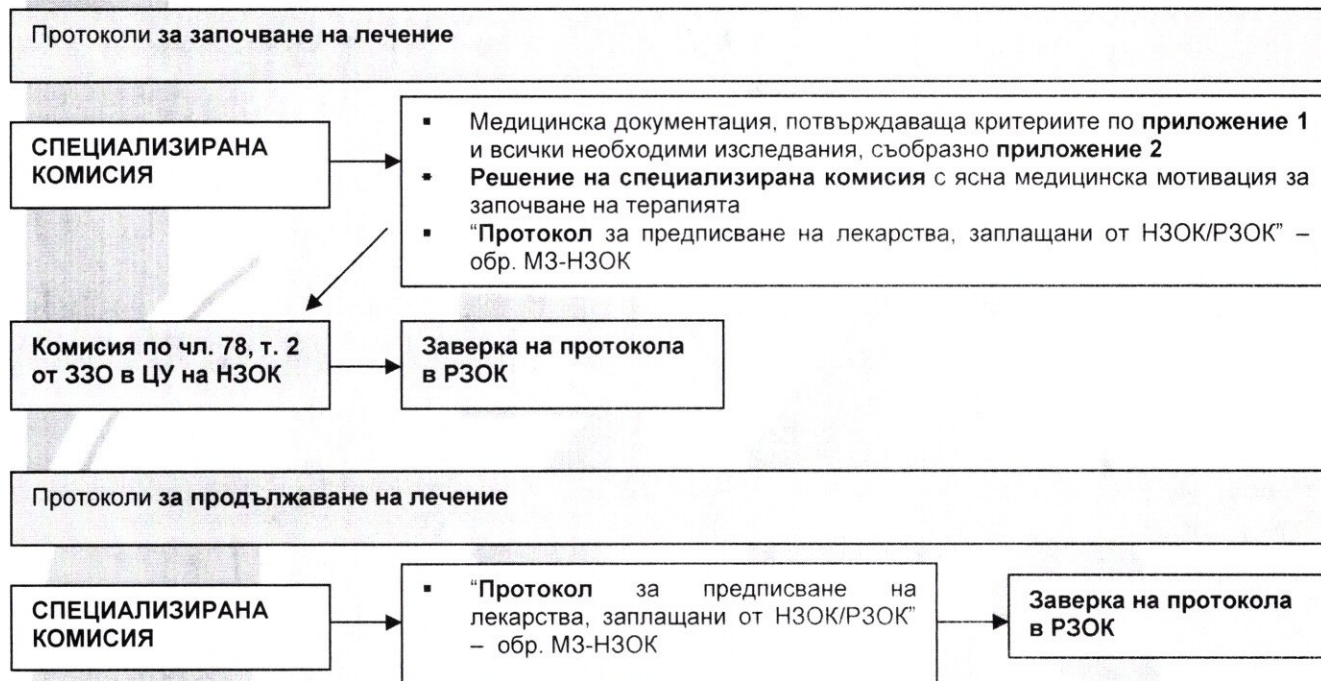 Протоколи за започване на лечение
СПЕЦИАЛИЗИРАНА
КОМИСИЯ
▪ Медицинска документация, потвърждаваща критериите по приложение 1
и всички необходими изследвания, съобразно приложение 2
▪ Решение на специализирана комисия с ясна медицинска мотивация за
започване на терапията
▪ “Протокол за предписване на лекарства, заплащани от НЗОК/РЗОК” –
обр. МЗ-НЗОК
Комисия по чл. 78, т. 2
от ЗЗО в ЦУ на НЗОК
Заверка на протокола
в РЗОК
Протоколи за продължаване на лечение
СПЕЦИАЛИЗИРАНА
КОМИСИЯ
▪ “Протокол за предписване на
лекарства, заплащани от НЗОК/РЗОК”
– обр. МЗ-НЗОК
Заверка на протокола
в РЗОК